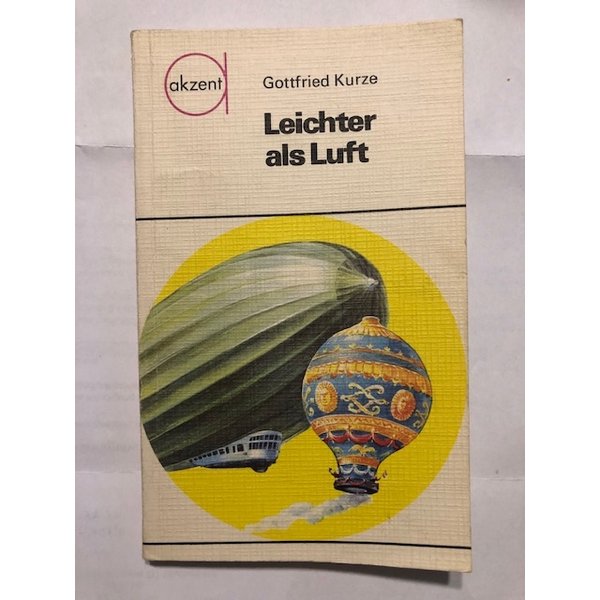 akzent
Gottfried Kurze
Leichter
als Luft